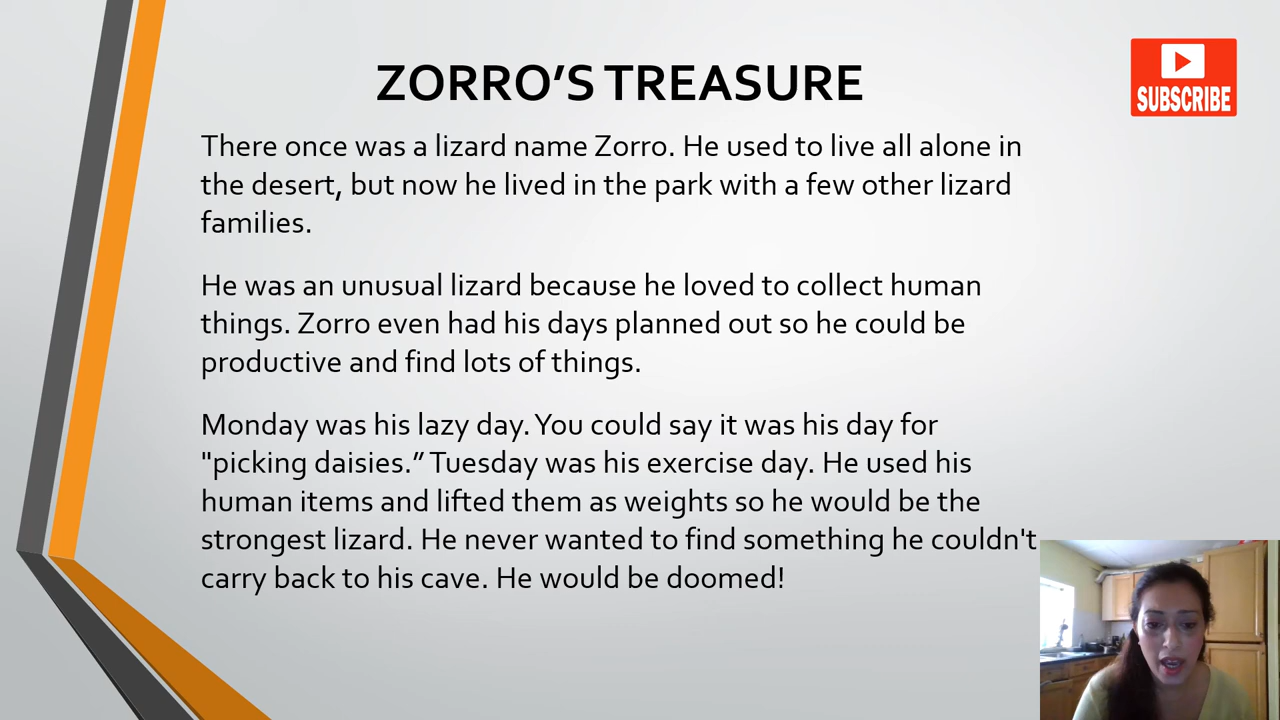 ZORRO’S TREASURE
SUBSCRIBE
There once was a lizard name Zorro. He used to live all alone in
the desert, but now he lived in the park with a few other lizard
families.
He was an unusual lizard because he loved to collect human
things. Zorro even had his days planned out so he could be
productive and find lots of things.
Monday was his lazy day. You could say it was his day for
"picking daisies.” Tuesday was his exercise day. He used his
human items and lifted them as weights so he would be the
strongest lizard. He never wanted to find something he couldn't
carry back to his cave. He would be doomed!